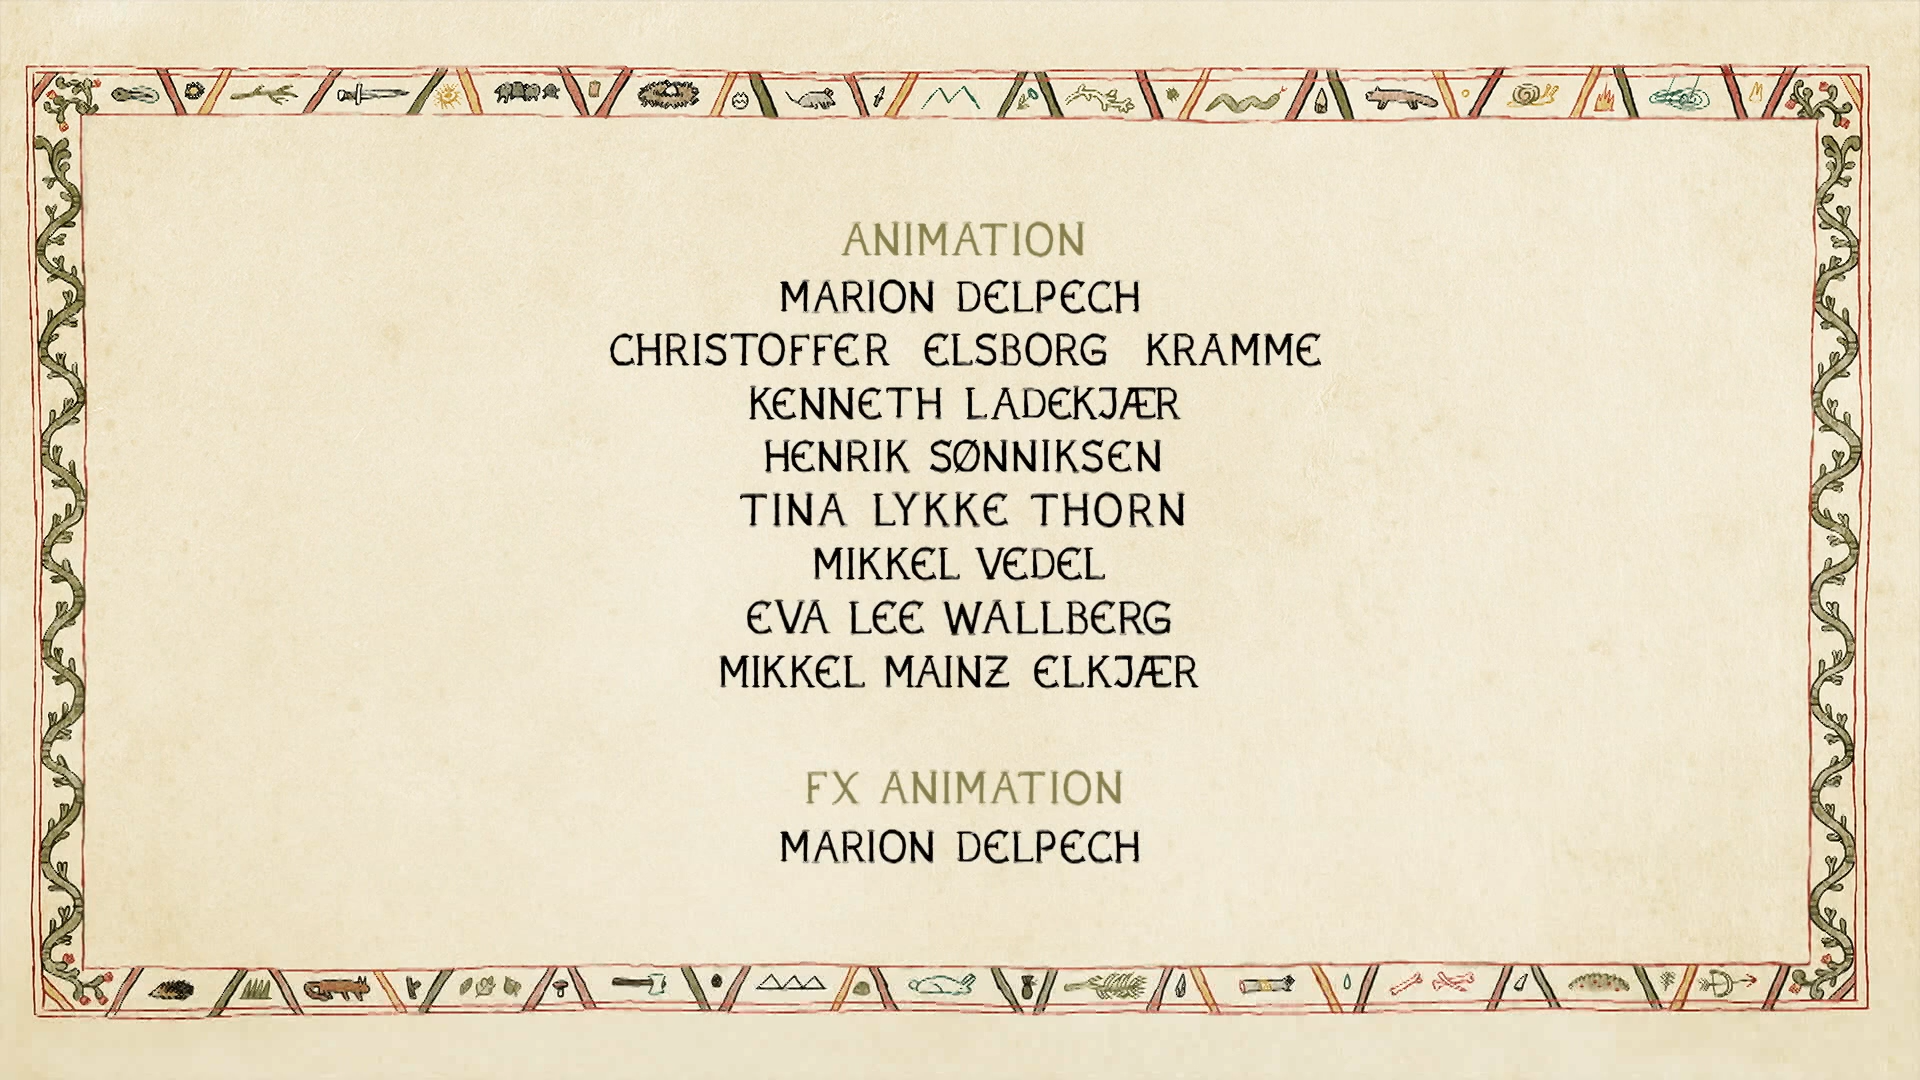 ANIMATION
MARION DELPECH
CHRISTOFFER ELSBORG KRAMME
KENNETH LADEKJÆR
HENRIK SØNNIKSEN
TINA LYKKE THORN
MIKKEL VEDEL
EVA LEE WALLBERG
MIKKEL MAINZ ELKJÆR
FX ANIMATION
MARION DELPECH